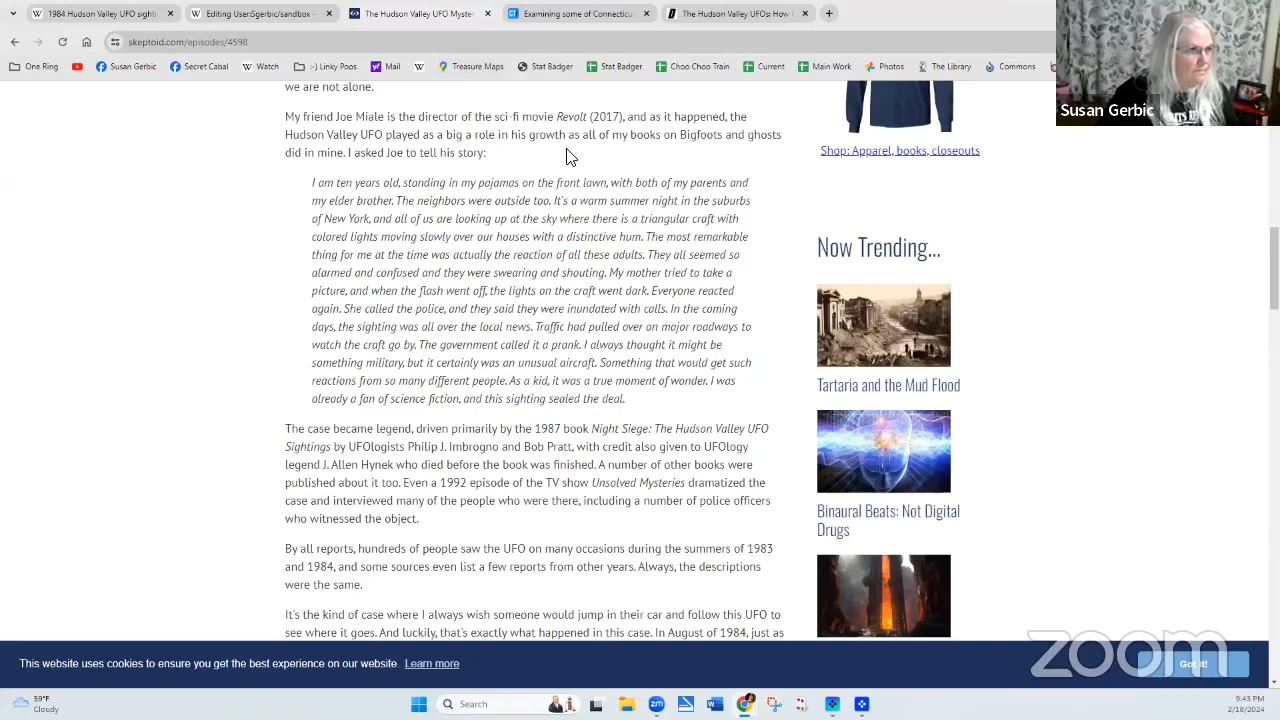 1984 Hudson Valley UFO sighting
Editing UserSgerbic/sandbox
The Hudson Valley UFO Myster
Examining some of Connecticut
The Hudson Valley UFOs: How
skeptoid.com/episodes/4598
One Ring
Susan Gerbic
Secret Cabal
Watch
:-) Linky Poos
Mail
Treasure Maps
Stat Badger
Stat Badger
Choo Choo Train
Current
Main Work
Photos
The Library
Commons
Susan Gerbic
we are not alone.
My friend Joe Mule is the director of the sci-fi movie Revolt (2017), and as it happened, the
Hudson Valley UFO played as a big a role in his growth as all of my books on Bigfoots and ghosts
did in mine. I asked Joe to tell his story:
I am ten years old, standing in my pajamas on the front lawn, with both of my parents and
my elder brother. The neighbors were outside too. It's a warm summer night in the suburbs
of New York, and all of us are looking up at the sky where there is a triangular craft with
colored lights moving slowly over our houses with a distinctive hum. The most remarkable
thing for me at the time was actually the reaction of all these adults. They all seemed so
alarmed and confused and they were swearing and shouting. My mother tried to take a
picture, and when the flash went off, the lights on the craft went dark. Everyone reacted
again. She called the police, and they said they were inundated with calls. In the coming
days, the sighting was all over the local news. Traffic had pulled over on major roadways to
watch the craft go by. The government called it a prank. I always thought it might be
something military, but it certainly was an unusual aircraft. Something that would get such
reactions from so many different people. As a kid, it was a true moment of wonder. I was
already a fan of science fiction, and this sighting sealed the deal.
The case became legend, driven primarily by the 1987 book Night Siege: The Hudson Valley UFO
Sightings by UFOlogists Philip J. Imbrogno and Bob Pratt, with credit also given to UFOlogy
legend J. Allen Hynek who died before the book was finished. A number of other books were
published about it too. Even a 1992 episode of the TV show Unsolved Mysteries dramatized the
case and interviewed many of the people who were there, including a number of police officers
who witnessed the object.
By all reports, hundreds of people saw the UFO on many occasions during the summers of 1983
and 1984, and some sources even list a few reports from other years. Always, the descriptions
were the same.
It's the kind of case where I always wish someone would jump in their car and follow this UFO to
see where it goes. And luckily, that's exactly what happened in this case. In August of 1984, just as
Shop: Apparel, books, closeouts
Now Trending...
Tartaria and the Mud Flood
Binaural Beats: Not Digital
Drugs
This website uses cookies to ensure you get the best experience on our website. Learn more
Got it!
zoom
59°F
Cloudy
Search
9:43 PM
2/18/2024